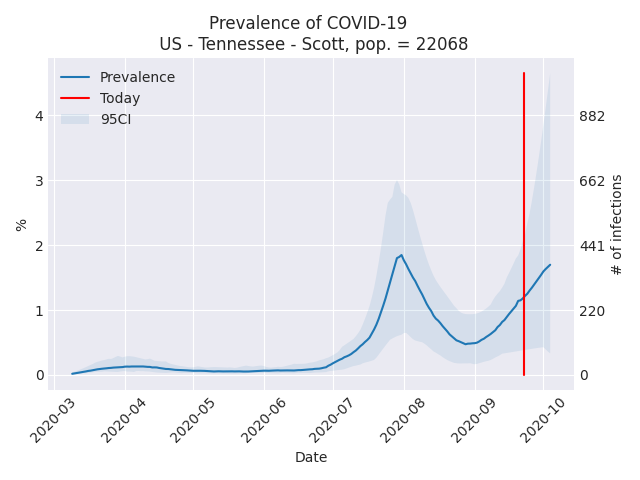 Prevalence of COVID-19
US - Tennessee - Scott, pop. = 22068
Prevalence
Today
95CI
4
3
2
1
0
%
882
662
441
220
0
# of infections
2020-03
2020-04
2020-05
2020-06
2020-07
2020-08
2020-09
2020-10
Date